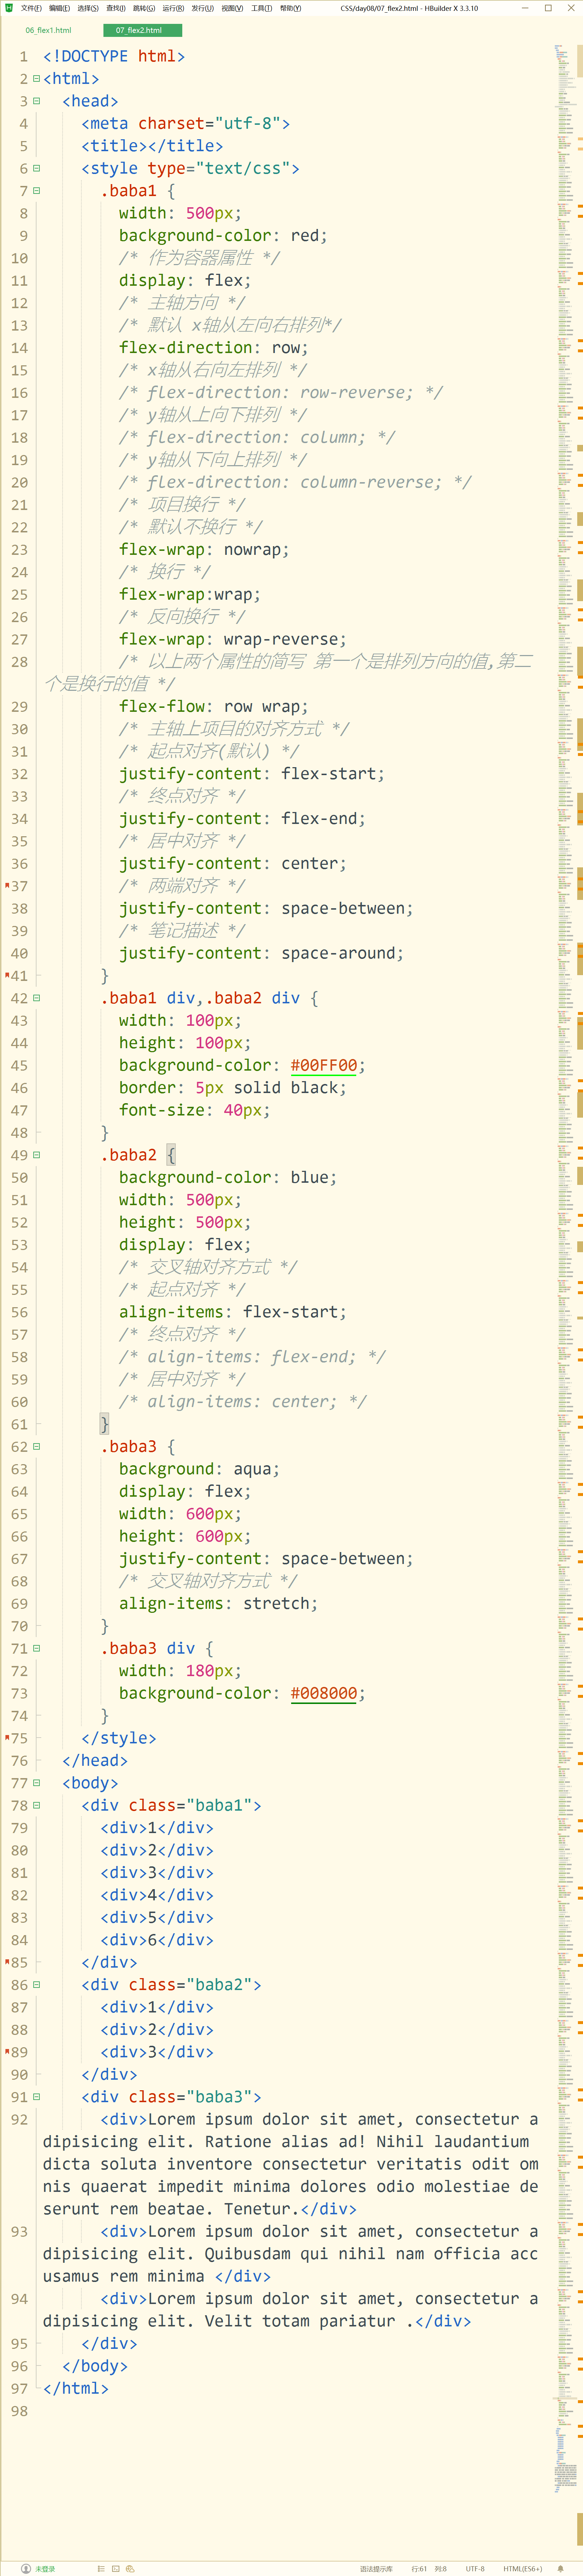 文件(F) 编辑(E) 选择(S) 查找(I) 跳转(G) 运行(R) 发行(U) 视图(V) 工具(T) 帮助(Y) CSS/day08/07_flex2.html - HBuilder X 3.3.10
06_flex1.html 07_flex2.html
1 <!DOCTYPE html>
2 <html>
3 <head>
4 <meta charset="utf-8">
5 <title></title>
6 <style type="text/css">
7 .baba1 {
8 width: 500px;
9 background-color: red;
10 /* 作为容器属性 */
11 display: flex;
12 /* 主轴方向 */
13 /* 默认 x轴从左向右排列*/
14 flex-direction: row;
15 /* x轴从右向左排列 */
16 /* flex-direction: row-reverse; */
17 /* y轴从上向下排列 */
18 /* flex-direction: column; */
19 /* y轴从下向上排列 */
20 /* flex-direction: column-reverse; */
21 /* 项目换行 */
22 /* 默认不换行 */
23 flex-wrap: nowrap;
24 /* 换行 */
25 flex-wrap:wrap;
26 /* 反向换行 */
27 flex-wrap: wrap-reverse;
28 /* 以上两个属性的简写 第一个是排列方向的值,第二
个是换行的值 */
29 flex-flow: row wrap;
30 /* 主轴上项目的对齐方式 */
31 /* 起点对齐(默认) */
32 justify-content: flex-start;
33 /* 终点对齐 */
34 justify-content: flex-end;
35 /* 居中对齐 */
36 justify-content: center;
37 /* 两端对齐 */
38 justify-content: space-between;
39 /* 笔记描述 */
40 justify-content: space-around;
41 }
42 .baba1 div,.baba2 div {
43 width: 100px;
44 height: 100px;
45 background-color: #00FF00;
46 border: 5px solid black;
47 font-size: 40px;
48 }
49 .baba2 {
50 background-color: blue;
51 width: 500px;
52 height: 500px;
53 display: flex;
54 /* 交叉轴对齐方式 */
55 /* 起点对齐 */
56 align-items: flex-start;
57 /* 终点对齐 */
58 /* align-items: flex-end; */
59 /* 居中对齐 */
60 /* align-items: center; */
61 }
62 .baba3 {
63 background: aqua;
64 display: flex;
65 width: 600px;
66 height: 600px;
67 justify-content: space-between;
68 /* 交叉轴对齐方式 */
69 align-items: stretch;
70 }
71 .baba3 div {
72 width: 180px;
73 background-color: #008000;
74 }
75 </style>
76 </head>
77 <body>
78 <div class="baba1">
79 <div>1</div>
80 <div>2</div>
81 <div>3</div>
82 <div>4</div>
83 <div>5</div>
84 <div>6</div>
85 </div>
86 <div class="baba2">
87 <div>1</div>
88 <div>2</div>
89 <div>3</div>
90 </div>
91 <div class="baba3">
92 <div>Lorem ipsum dolor sit amet, consectetur a
dipisicing elit. Ratione alias ad! Nihil laudantium
dicta soluta inventore consectetur veritatis odit om
nis quaerat impedit minima dolores odio molestiae de
serunt rem beatae. Tenetur.</div>
93 <div>Lorem ipsum dolor sit amet, consectetur a
dipisicing elit. Quibusdam qui nihil nam officia acc
usamus rem minima </div>
94 <div>Lorem ipsum dolor sit amet, consectetur a
dipisicing elit. Velit totam pariatur .</div>
95 </div>
96 </body>
97 </html>
98
未登录 语法提示库 行:61 列:8 UTF-8 HTML(ES6+)